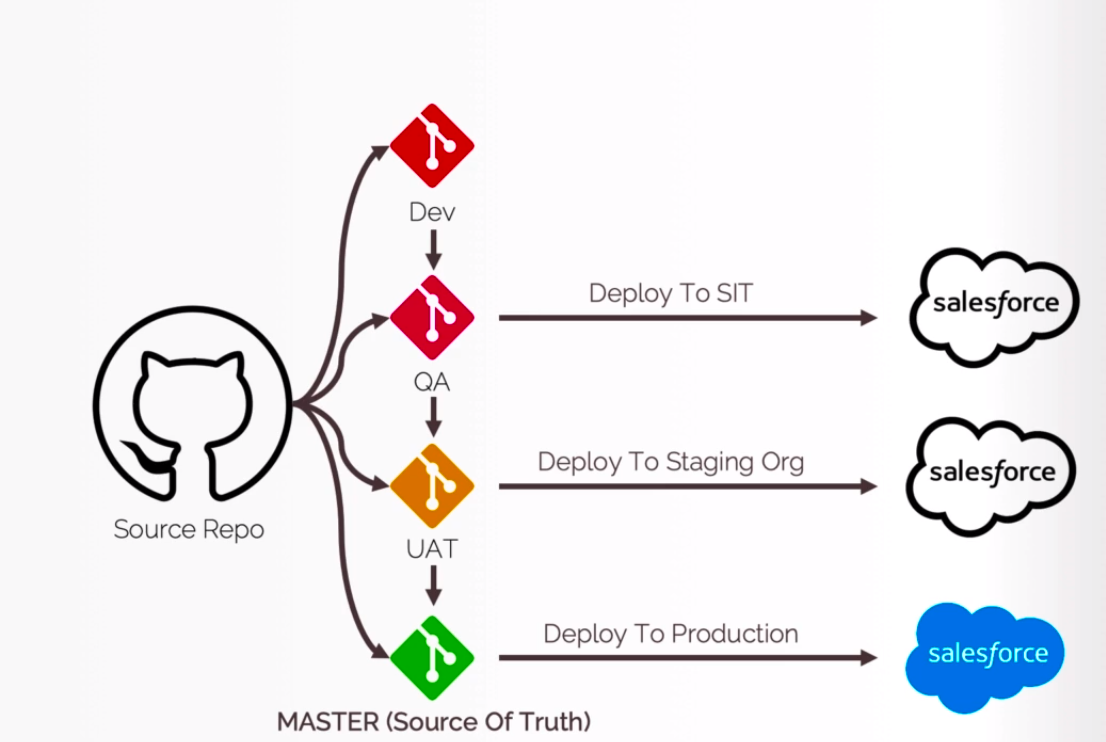 Dev
Deploy To SIT
salesforce
QA
Deploy To Staging Org
salesforce
Source Repo
UAT
Deploy To Production
salesforce
MASTER (Source Of Truth)